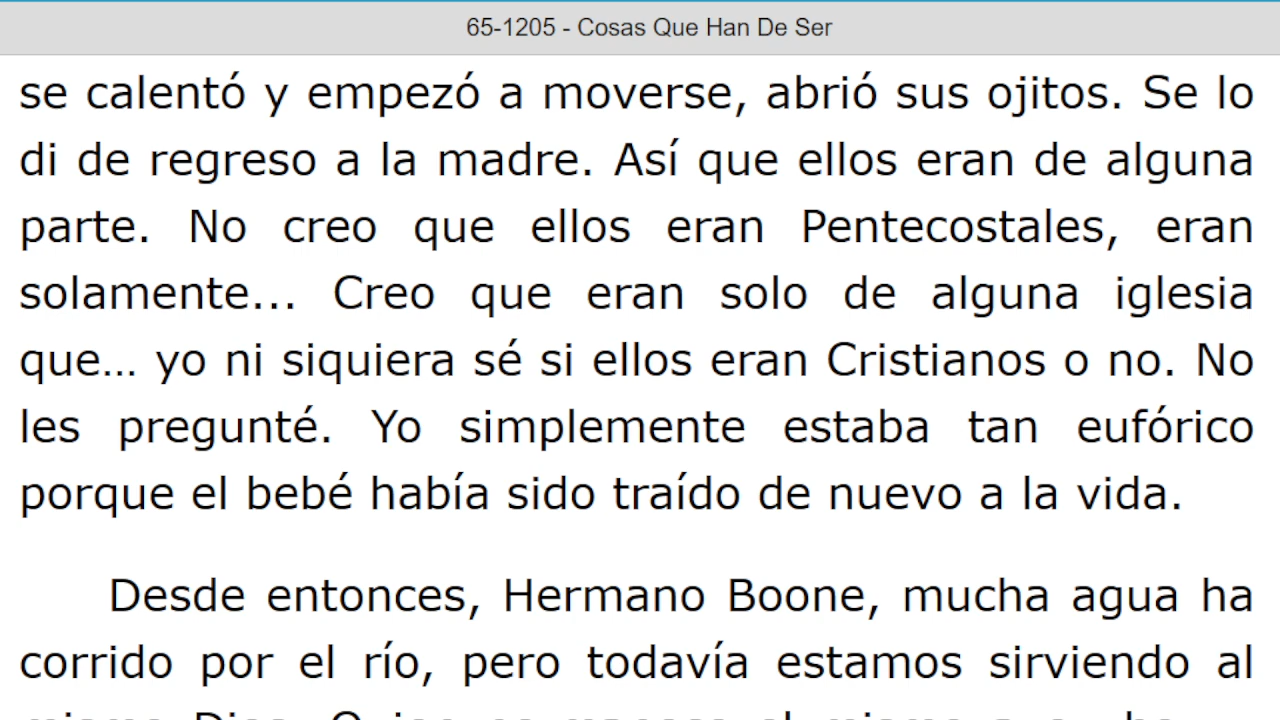 65-1205 - Cosas Que Han De Ser
se calentó y empezó a moverse, abrió sus ojitos. Se lo
di de regreso a la madre. Así que ellos eran de alguna
parte. No creo que ellos eran Pentecostales, eran
solamente... Creo que eran solo de alguna iglesia
que… yo ni siquiera sé si ellos eran Cristianos o no. No
les pregunté. Yo simplemente estaba tan eufórico
porque el bebé había sido traído de nuevo a la vida.
Desde entonces, Hermano Boone, mucha agua ha
corrido por el río, pero todavía estamos sirviendo al